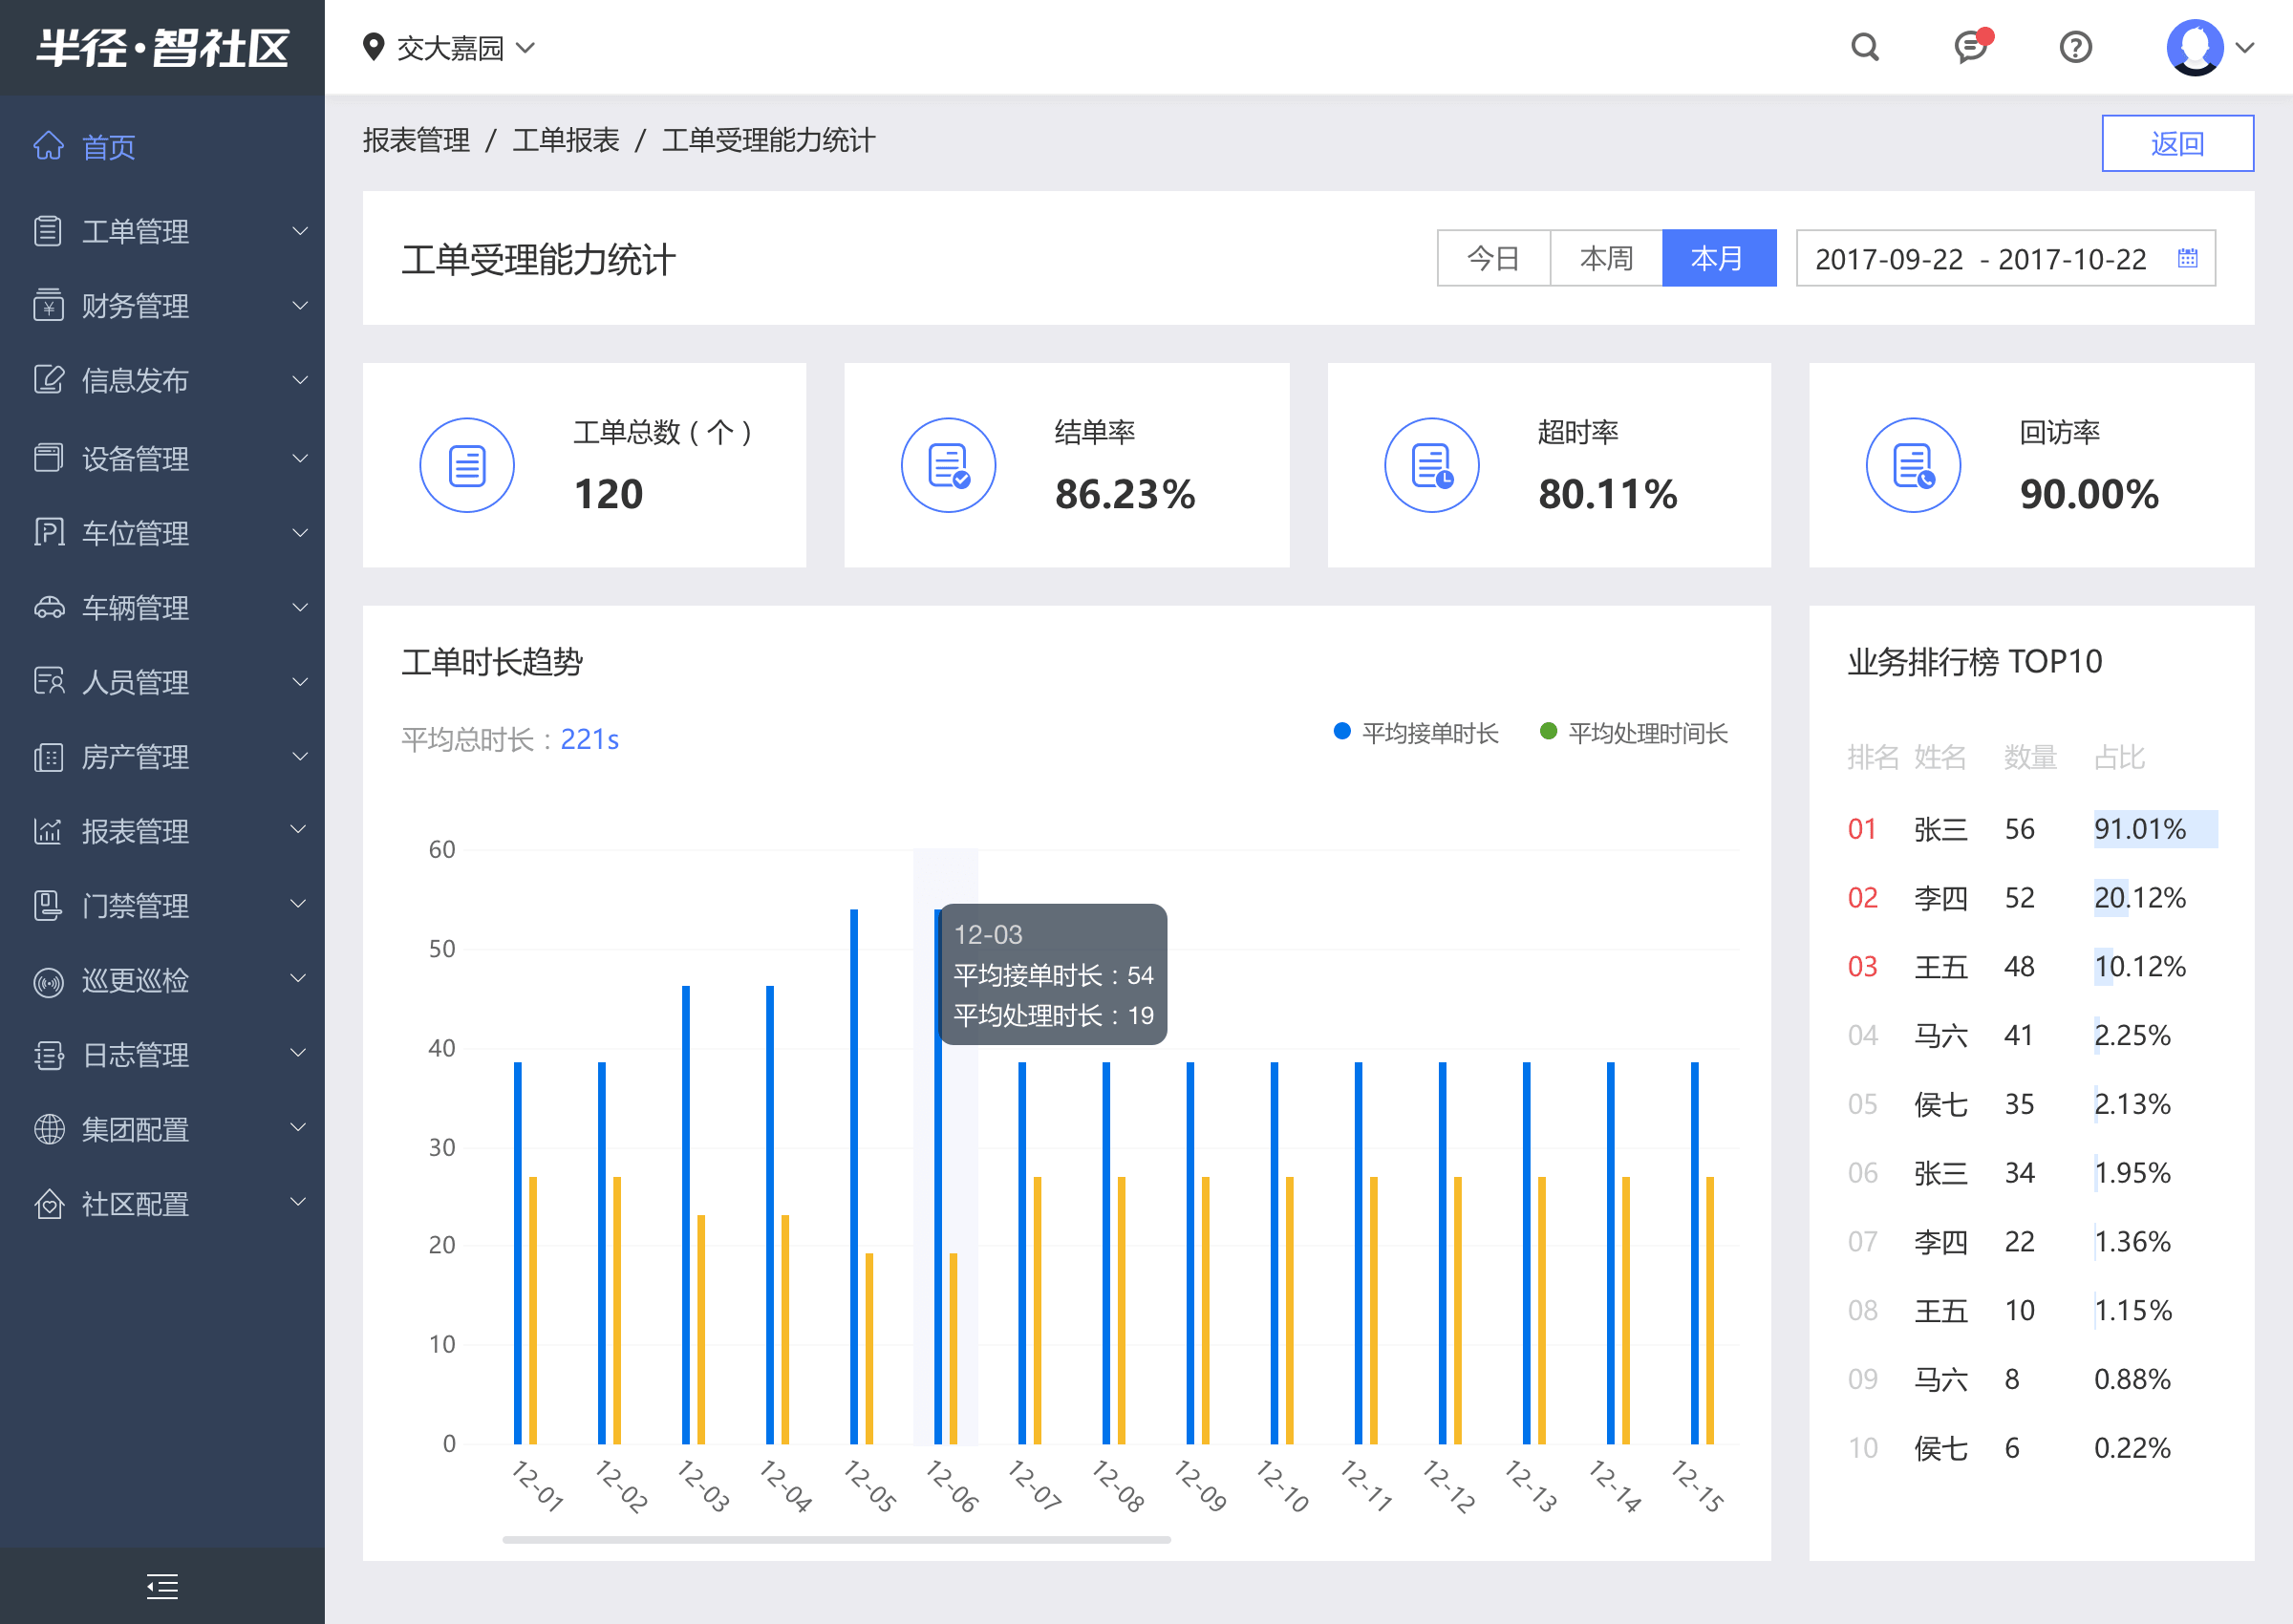 半径·智社区
交大嘉园
首页
工单管理
财务管理
信息发布
设备管理
车位管理
车辆管理
人员管理
房产管理
报表管理
门禁管理
巡更巡检
日志管理
集团配置
社区配置
报表管理 / 工单报表 / 工单受理能力统计
返回
工单受理能力统计
今日 本周 本月 2017-09-22 - 2017-10-22
工单总数（个）
120
结单率
86.23%
超时率
80.11%
回访率
90.00%
工单时长趋势
平均总时长：221s
平均接单时长 平均处理时间长
60
50
40
30
20
10
0
12-03
平均接单时长：54
平均处理时长：19
12-01 12-02 12-03 12-04 12-05 12-06 12-07 12-08 12-09 12-10 12-11 12-12 12-13 12-14 12-15
业务排行榜 TOP10
排名 姓名 数量 占比
01 张三 56 91.01%
02 李四 52 20.12%
03 王五 48 10.12%
04 马六 41 2.25%
05 侯七 35 2.13%
06 张三 34 1.95%
07 李四 22 1.36%
08 王五 10 1.15%
09 马六 8 0.88%
10 侯七 6 0.22%